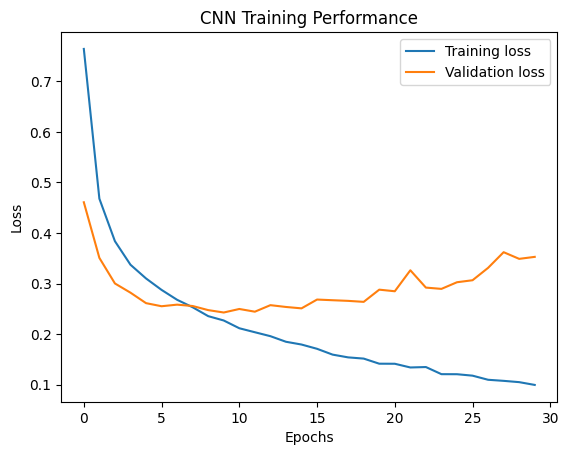 CNN Training Performance
Training loss
Validation loss
0.7
0.6
0.5
0.4
0.3
0.2
0.1
Loss
0 5 10 15 20 25 30
Epochs